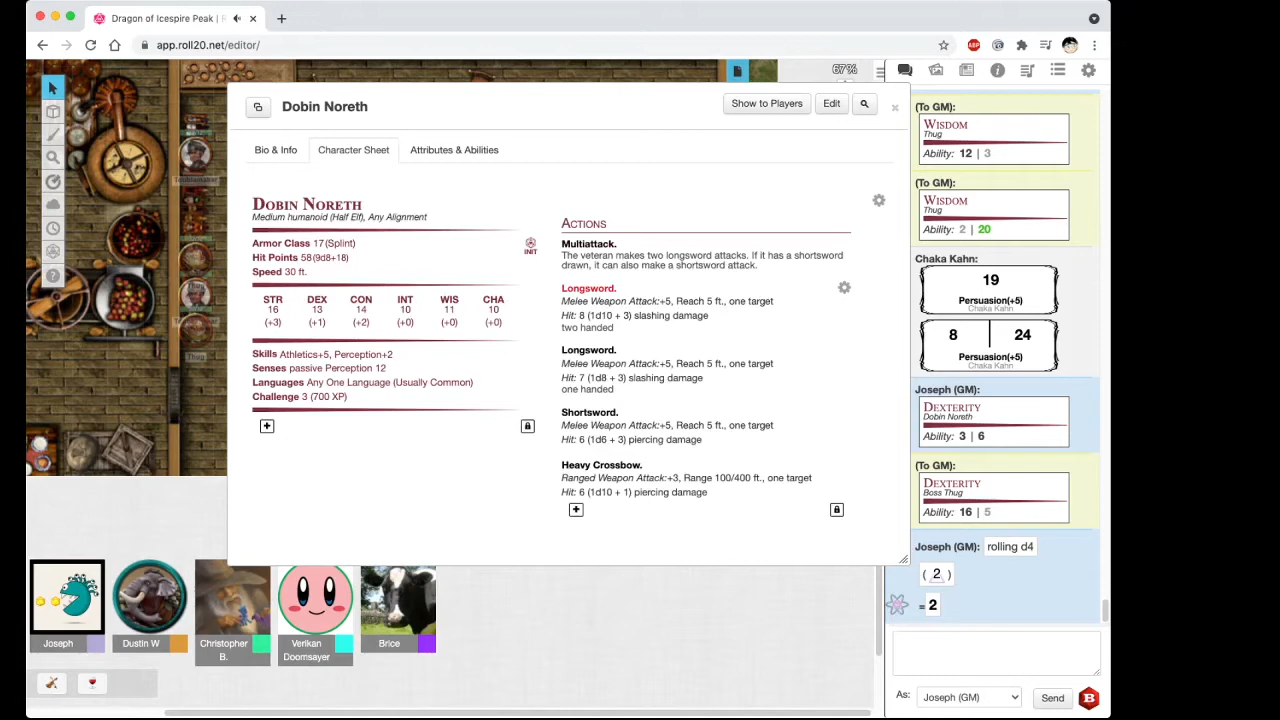 Dragon of Icespire Peak |
app.roll20.net/editor/
ABP
67%
Dobin Noreth
Show to Players
Edit
Bio & Info
Character Sheet
Attributes & Abilities
DOBIN NORETH
Medium humanoid (Half Elf), Any Alignment
Armor Class 17(Splint)
Hit Points 58(9d8+18)
Speed 30 ft.
INIT
STR DEX CON INT WIS CHA
16 13 14 10 11 10
(+3) (+1) (+2) (+0) (+0) (+0)
Skills Athletics+5, Perception+2
Senses passive Perception 12
Languages Any One Language (Usually Common)
Challenge 3 (700 XP)
ACTIONS
Multiattack.
The veteran makes two longsword attacks. If it has a shortsword
drawn, it can also make a shortsword attack.
Longsword.
Melee Weapon Attack:+5, Reach 5 ft., one target
Hit: 8 (1d10 + 3) slashing damage
two handed
Longsword.
Melee Weapon Attack:+5, Reach 5 ft., one target
Hit: 7 (1d8 + 3) slashing damage
one handed
Shortsword.
Melee Weapon Attack:+5, Reach 5 ft., one target
Hit: 6 (1d6 + 3) piercing damage
Heavy Crossbow.
Ranged Weapon Attack:+3, Range 100/400 ft., one target
Hit: 6 (1d10 + 1) piercing damage
Thug
Thug
Joseph
Dustin W
Christopher
B.
Verikan
Doomsayer
Brice
(To GM):
WISDOM
Thug
Ability: 12 | 3
(To GM):
WISDOM
Thug
Ability: 2 | 20
Chaka Kahn:
19
Persuasion(+5)
Chaka Kahn
8 24
Persuasion(+5)
Chaka Kahn
Joseph (GM):
DEXTERITY
Dobin Noreth
Ability: 3 | 6
(To GM):
DEXTERITY
Boss Thug
Ability: 16 | 5
Joseph (GM): rolling d4
( 2 )
= 2
As: Joseph (GM)
Send
B